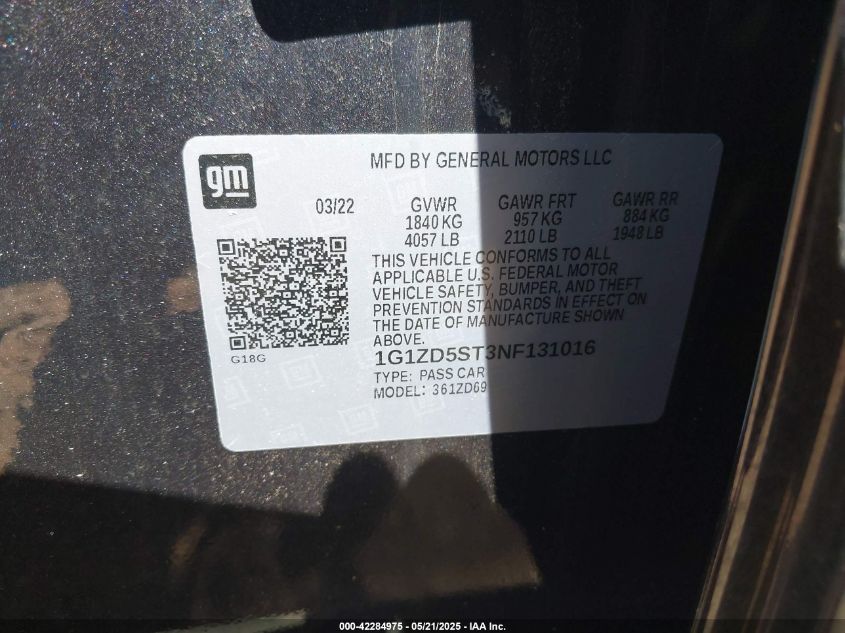 gm
MFD BY GENERAL MOTORS LLC
03/22
GVWR
1840 KG
4057 LB
GAWR FRT
957 KG
2110 LB
GAWR RR
884 KG
1948 LB
THIS VEHICLE CONFORMS TO ALL
APPLICABLE U.S. FEDERAL MOTOR
VEHICLE SAFETY, BUMPER, AND THEFT
PREVENTION STANDARDS IN EFFECT ON
THE DATE OF MANUFACTURE SHOWN
ABOVE.
G18G
1G1ZD5ST3NF131016
TYPE: PASS CAR
MODEL: 361ZD69
000-42284975 - 05/21/2025 - IAA Inc.